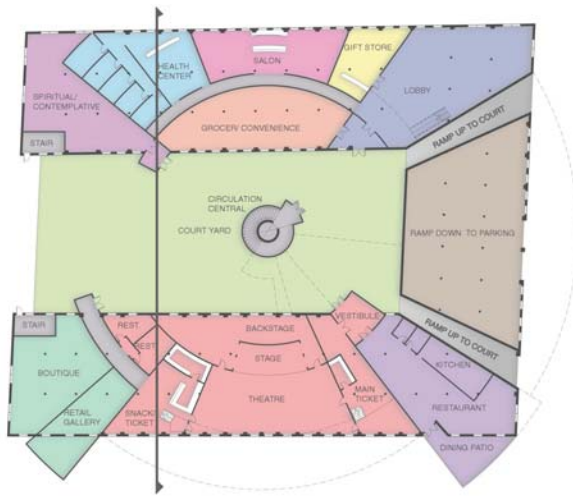 GIFT STORE
HEALTH
CENTER
SALON
LOBBY
SPIRITUAL/
CONTEMPLATIVE
GROCER/ CONVENIENCE
STAIR
RAMP UP TO COURT
CIRCULATION
CENTRAL
COURT YARD
RAMP DOWN TO PARKING
STAIR
REST
REST
BACKSTAGE
VESTIBULE
RAMP UP TO COURT
STAGE
KITCHEN
BOUTIQUE
THEATRE
MAIN
TICKET
RESTAURANT
RETAIL
GALLERY
SNACK/
TICKET
DINING PATIO